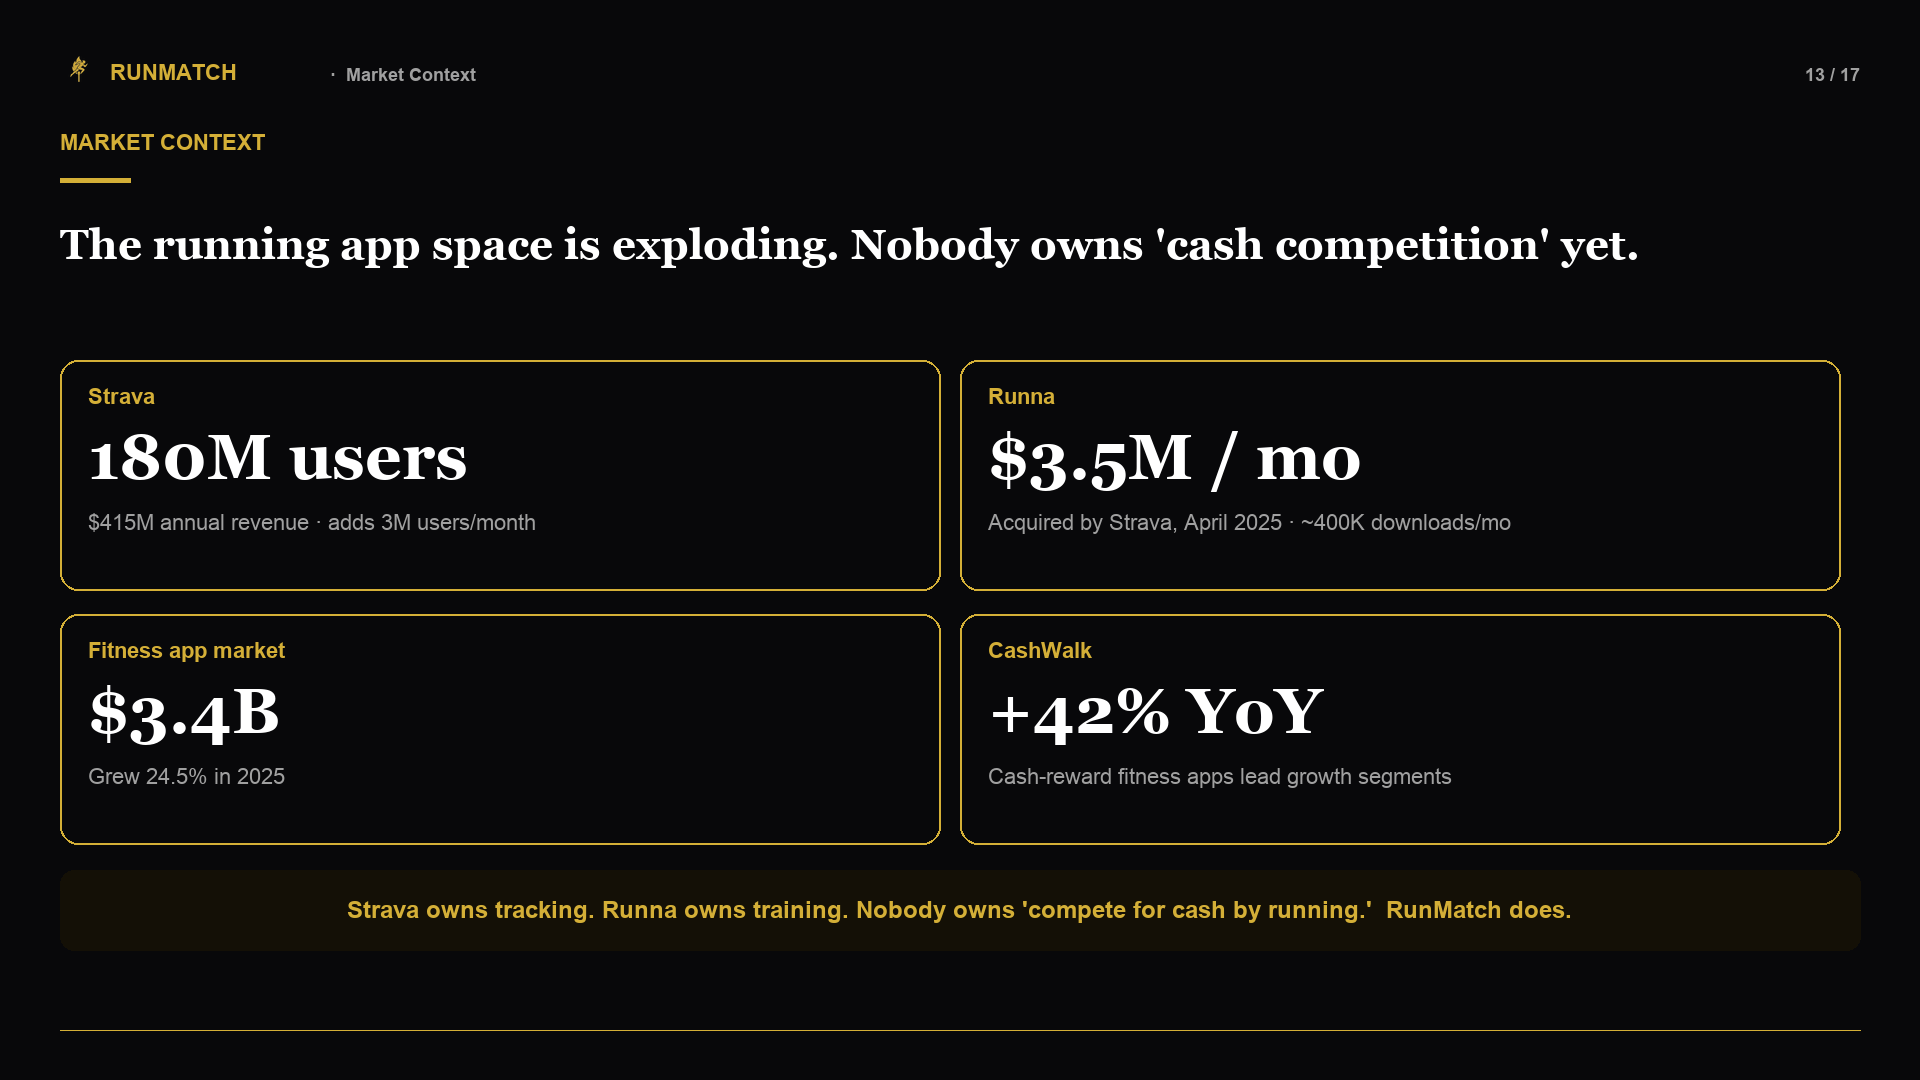 RUNMATCH · Market Context 13 / 17
MARKET CONTEXT
The running app space is exploding. Nobody owns 'cash competition' yet.
Strava
180M users
$415M annual revenue · adds 3M users/month
Runna
$3.5M / mo
Acquired by Strava, April 2025 · ~400K downloads/mo
Fitness app market
$3.4B
Grew 24.5% in 2025
CashWalk
+42% YoY
Cash-reward fitness apps lead growth segments
Strava owns tracking. Runna owns training. Nobody owns 'compete for cash by running.'  RunMatch does.